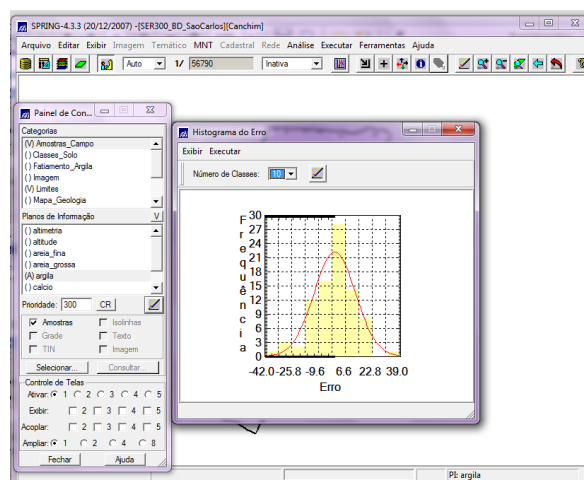 SPRING-4.3.3 (20/12/2007) -[SER300_BD_SaoCarlos][Canchim]
Arquivo Editar Exibir Imagem Temático MNT Cadastral Rede Análise Executar Ferramentas Ajuda
Auto 1/ 56790 Inativa
Painel de Con...
Categorias
(V) Amostras_Campo
( ) Classes_Solo
( ) Fatiamento_Argila
( ) Imagem
(V) Limites
( ) Mapa_Geologia
Planos de Informação V
( ) altimetria
( ) altitude
( ) areia_fina
( ) areia_grossa
(A) argila
( ) calcio
Prioridade: 300 CR
Amostras Isolinhas
Grade Texto
TIN Imagem
Selecionar... Consultar...
Controle de Telas
Ativar: 1 2 3 4 5
Exibir: 2 3 4 5
Acoplar: 2 3 4 5
Ampliar: 1 2 4 8
Fechar Ajuda
Histograma do Erro
Exibir Executar
Número de Classes: 10
Frequência
30
27
24
21
18
15
12
9
6
3
0
-42.0 -25.8 -9.6 6.6 22.8 39.0
Erro
PI: argila